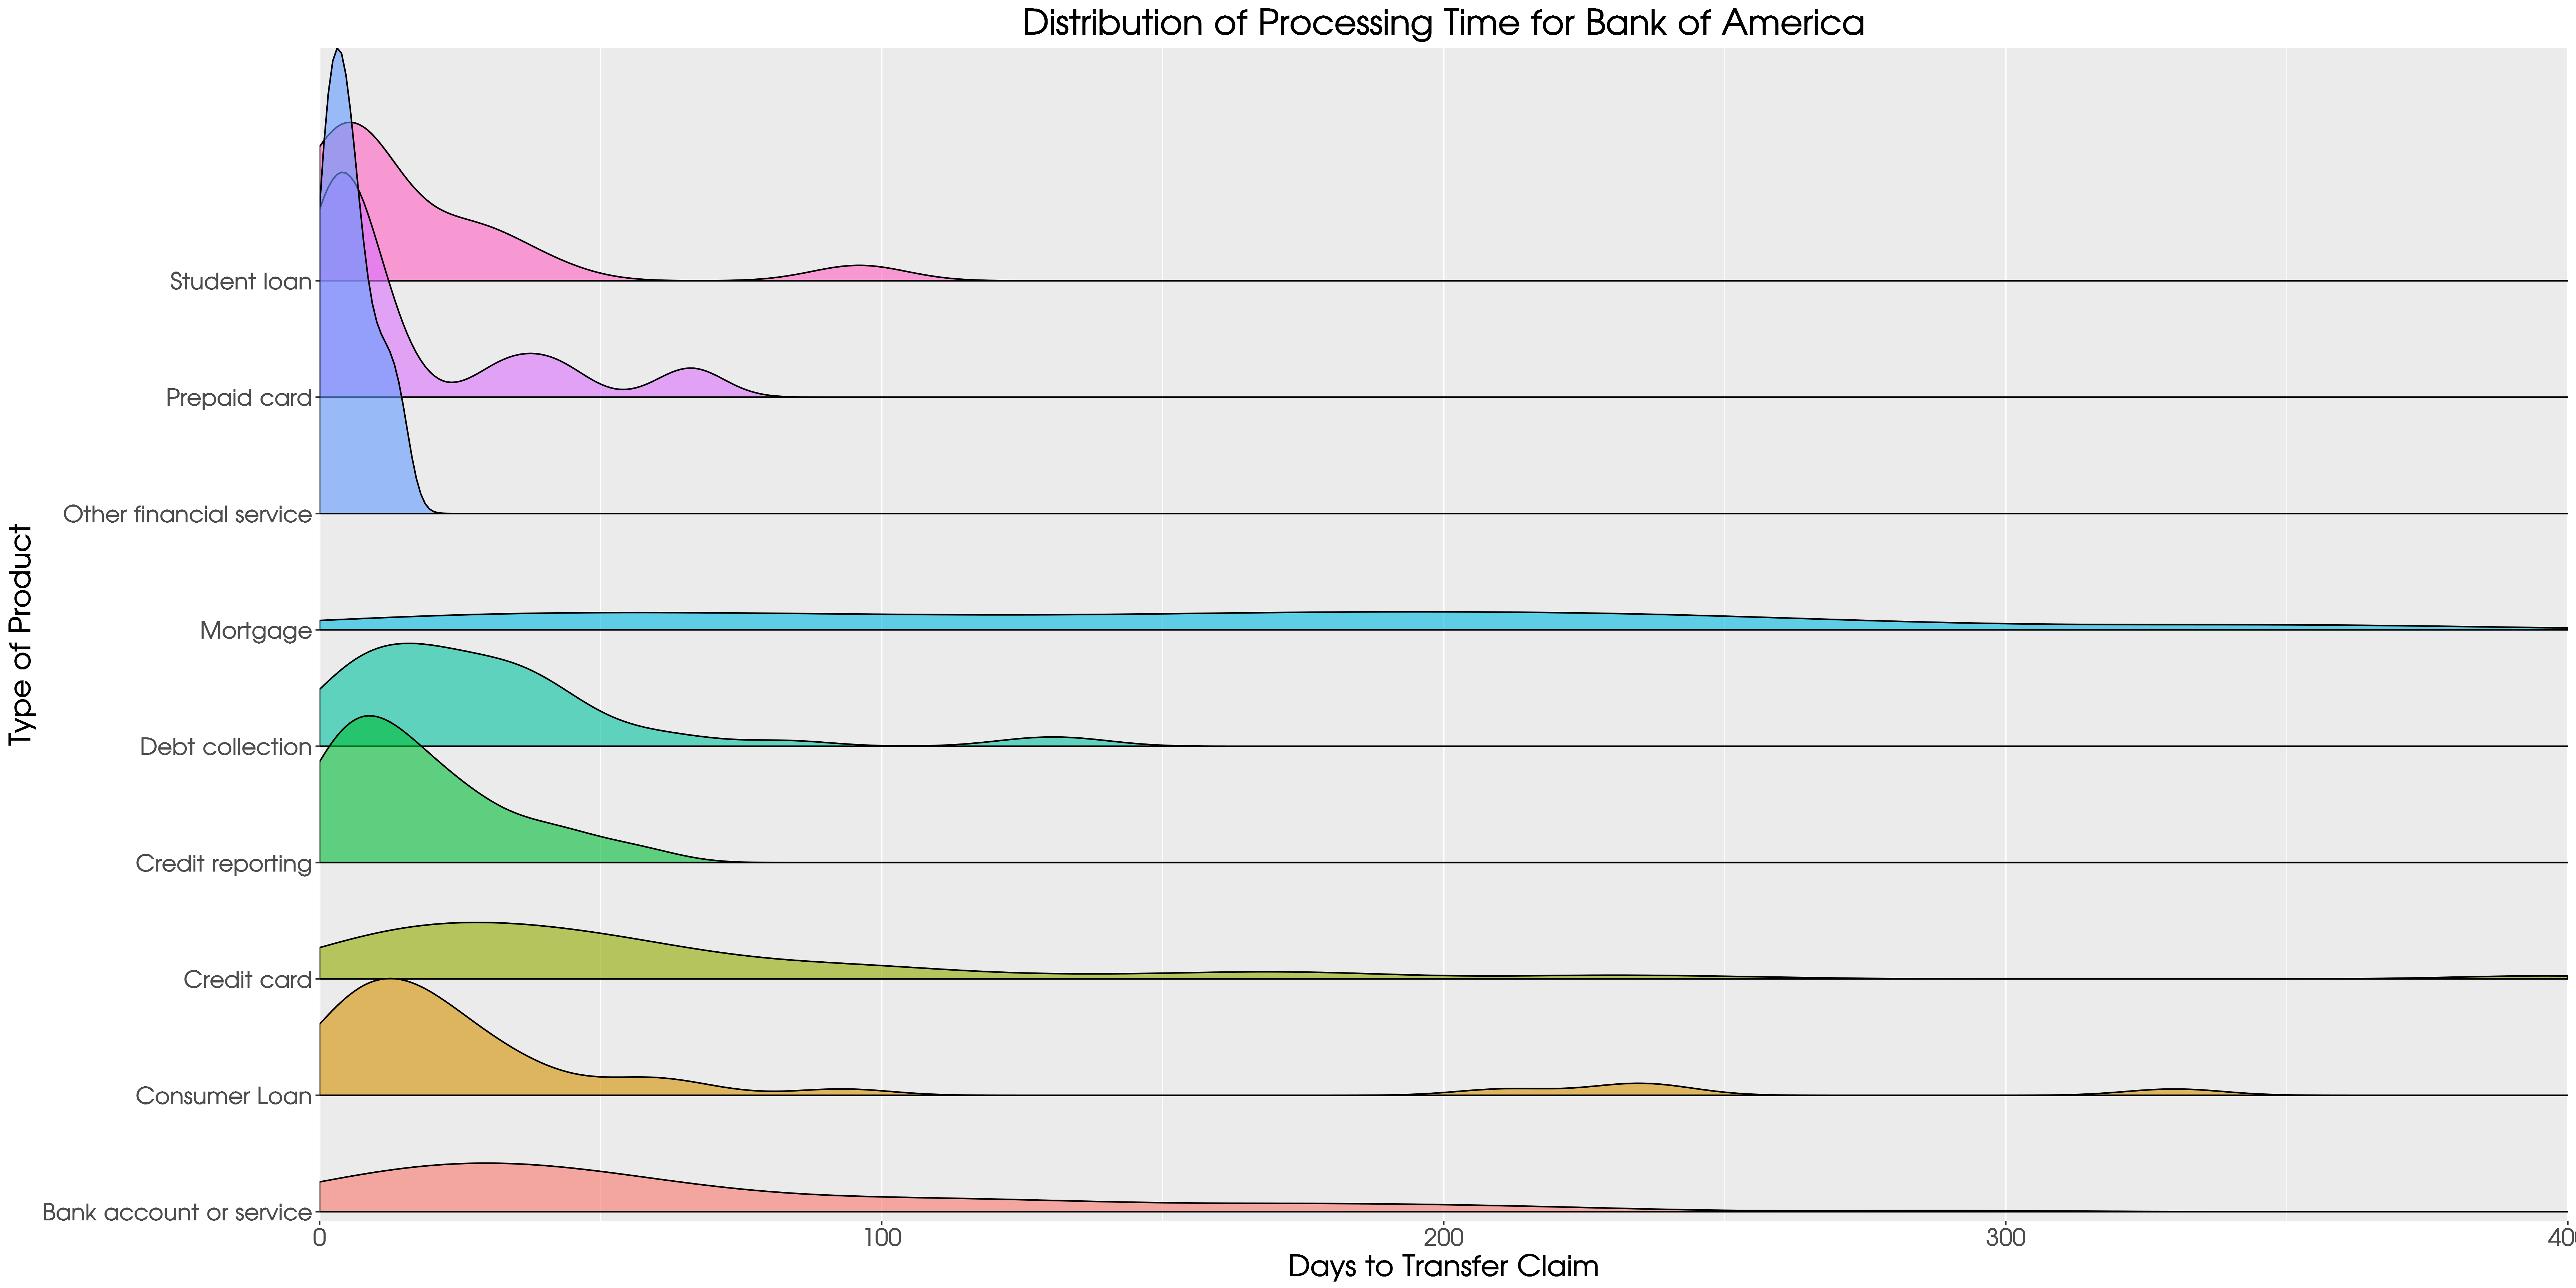 Distribution of Processing Time for Bank of America
Type of Product
Student loan
Prepaid card
Other financial service
Mortgage
Debt collection
Credit reporting
Credit card
Consumer Loan
Bank account or service
0 100 200 300 40
Days to Transfer Claim